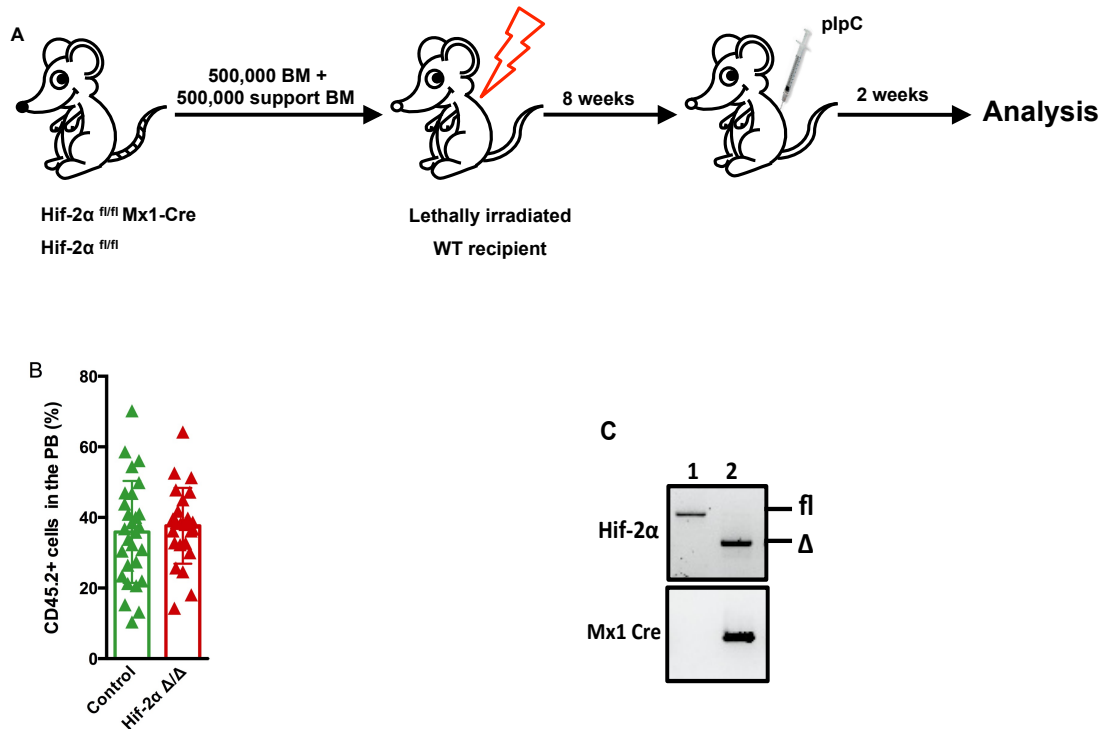 A
500,000 BM +
500,000 support BM
8 weeks
pIpC
2 weeks
Analysis
Hif-2α fl/fl Mx1-Cre
Hif-2α fl/fl
Lethally irradiated
WT recipient
B
CD45.2+ cells in the PB (%)
80
60
40
20
0
Control
Hif-2α Δ/Δ
C
1 2
Hif-2α
fl
Δ
Mx1 Cre